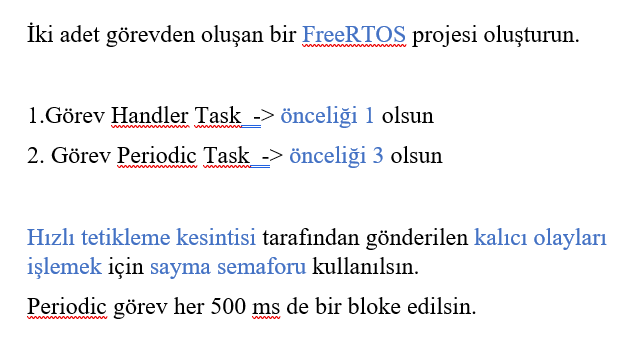 İki adet görevden oluşan bir FreeRTOS projesi oluşturun.
1.Görev Handler Task -> önceliği 1 olsun
2. Görev Periodic Task -> önceliği 3 olsun
Hızlı tetikleme kesintisi tarafından gönderilen kalıcı olayları
işlemek için sayma semaforu kullanılsın.
Periodic görev her 500 ms de bir bloke edilsin.